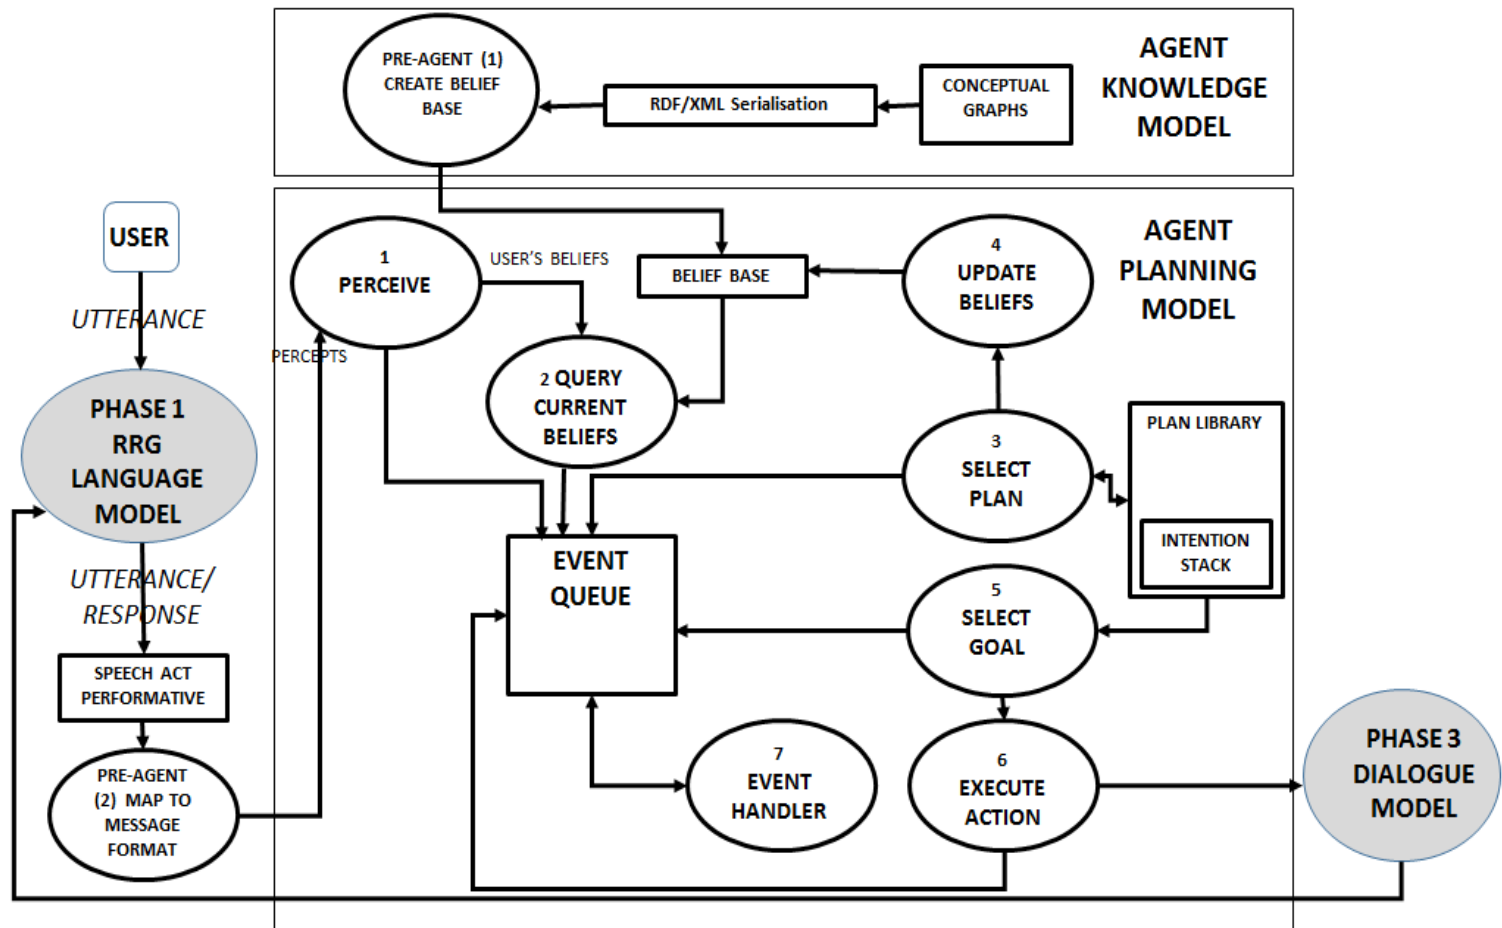 PRE-AGENT (1)
CREATE BELIEF
BASE
RDF/XML Serialisation
CONCEPTUAL
GRAPHS
AGENT
KNOWLEDGE
MODEL
USER
UTTERANCE
PHASE 1
RRG
LANGUAGE
MODEL
UTTERANCE/
RESPONSE
SPEECH ACT
PERFORMATIVE
PRE-AGENT
(2) MAP TO
MESSAGE
FORMAT
PERCEPTS
1
PERCEIVE
USER'S BELIEFS
BELIEF BASE
4
UPDATE
BELIEFS
AGENT
PLANNING
MODEL
2 QUERY
CURRENT
BELIEFS
3
SELECT
PLAN
PLAN LIBRARY
INTENTION
STACK
EVENT
QUEUE
5
SELECT
GOAL
7
EVENT
HANDLER
6
EXECUTE
ACTION
PHASE 3
DIALOGUE
MODEL